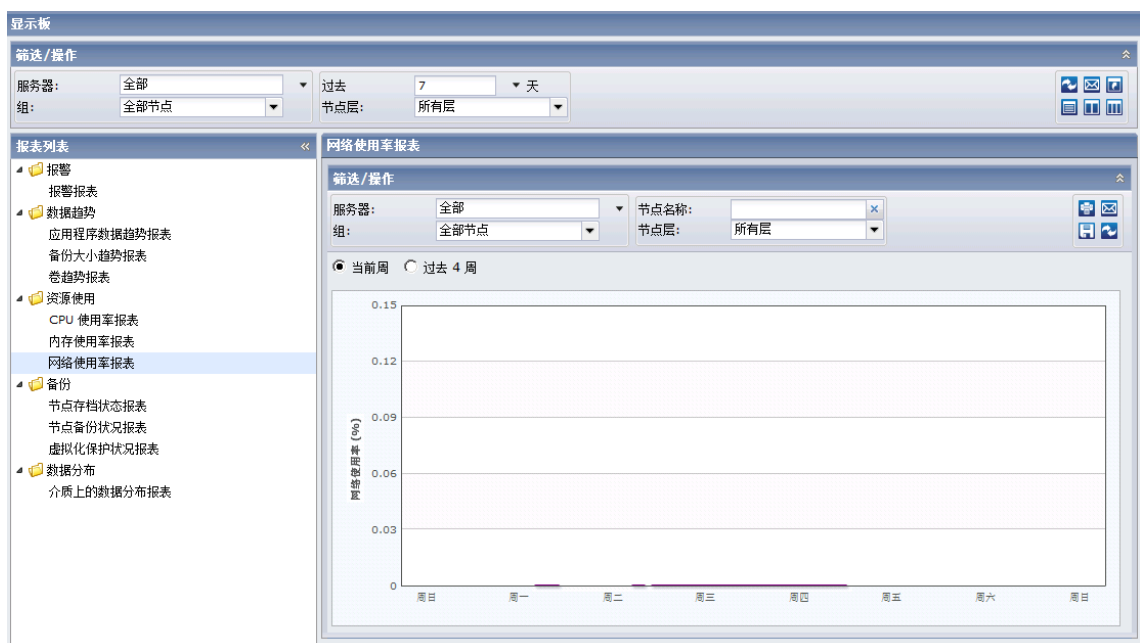 显示板
筛选/操作
服务器: 全部 过去 7 天
组: 全部节点 节点层: 所有层
报表列表
报警
报警报表
数据趋势
应用程序数据趋势报表
备份大小趋势报表
卷趋势报表
资源使用
CPU 使用率报表
内存使用率报表
网络使用率报表
备份
节点存档状态报表
节点备份状况报表
虚拟化保护状况报表
数据分布
介质上的数据分布报表
网络使用率报表
筛选/操作
服务器: 全部 节点名称:
组: 全部节点 节点层: 所有层
当前周 过去 4 周
网络使用率 (%)
0.15
0.12
0.09
0.06
0.03
0
周日 周一 周二 周三 周四 周五 周六 周日